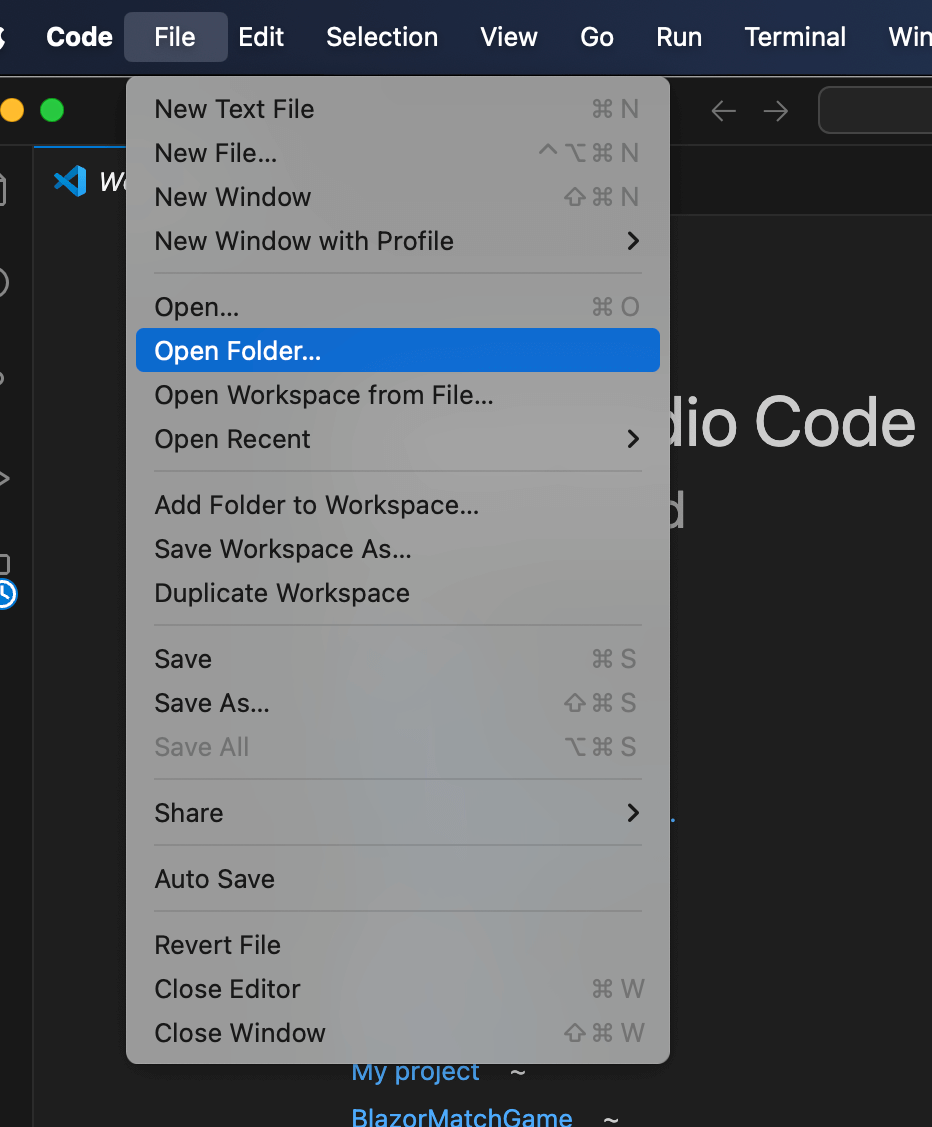 Code File Edit Selection View Go Run Terminal Win
New Text File ⌘ N
New File... ^⌥⌘ N
New Window ⇧⌘ N
New Window with Profile
Open... ⌘ O
Open Folder...
Open Workspace from File...
Open Recent
Add Folder to Workspace...
Save Workspace As...
Duplicate Workspace
Save ⌘ S
Save As... ⇧⌘ S
Save All ⌥⌘ S
Share
Auto Save
Revert File
Close Editor ⌘ W
Close Window ⇧⌘ W
dio Code
d
My project ~
BlazorMatchGame ~